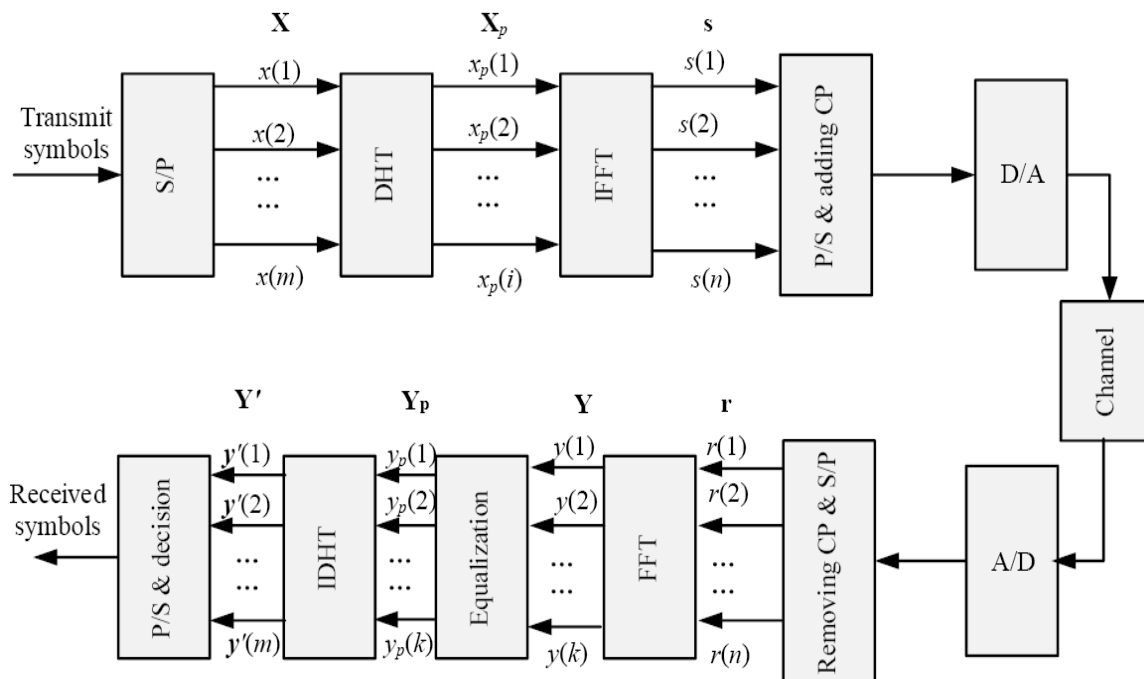 X X_p s
Transmit symbols
S/P
x(1)
x(2)
... ...
x(m)
DHT
x_p(1)
x_p(2)
... ...
x_p(i)
IFFT
s(1)
s(2)
... ...
s(n)
P/S & adding CP
D/A
Channel
Y' Y_p Y r
Received symbols
P/S & decision
y'(1)
y'(2)
... ...
y'(m)
IDHT
y_p(1)
y_p(2)
... ...
y_p(k)
Equalization
y(1)
y(2)
... ...
y(k)
FFT
r(1)
r(2)
... ...
r(n)
Removing CP & S/P
A/D